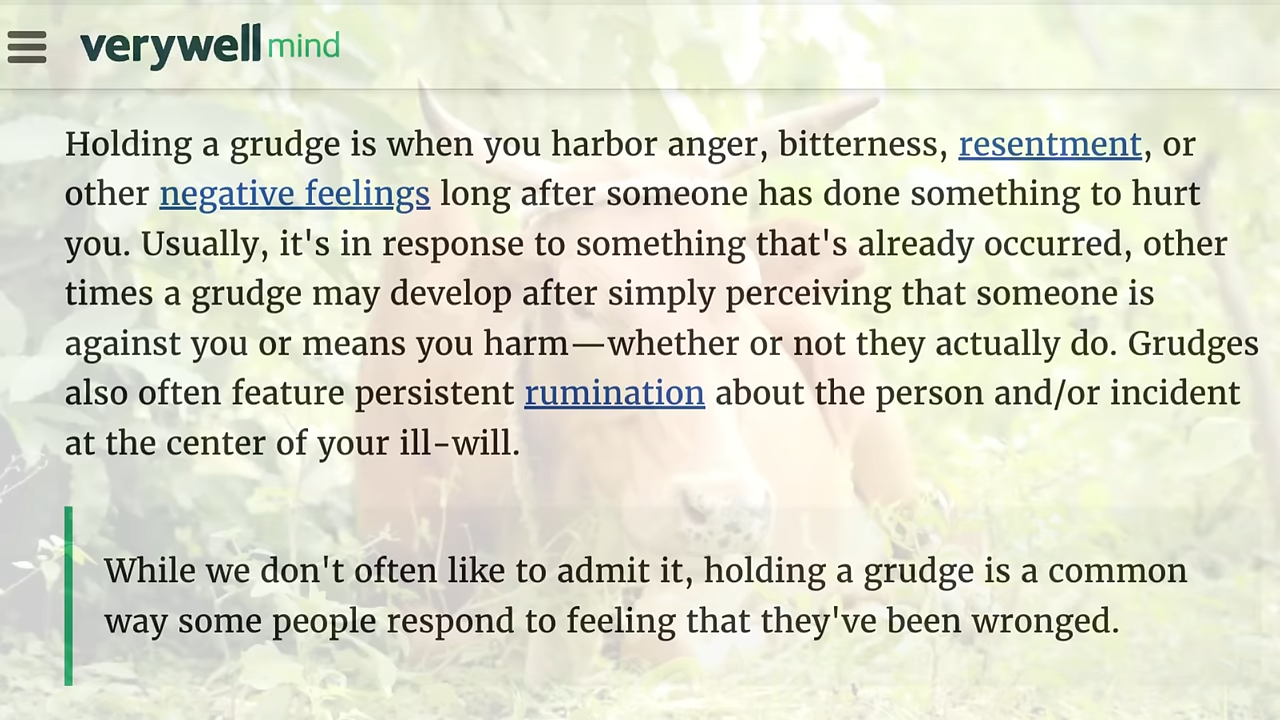 verywell mind
Holding a grudge is when you harbor anger, bitterness, resentment, or
other negative feelings long after someone has done something to hurt
you. Usually, it's in response to something that's already occurred, other
times a grudge may develop after simply perceiving that someone is
against you or means you harm—whether or not they actually do. Grudges
also often feature persistent rumination about the person and/or incident
at the center of your ill-will.
While we don't often like to admit it, holding a grudge is a common
way some people respond to feeling that they've been wronged.